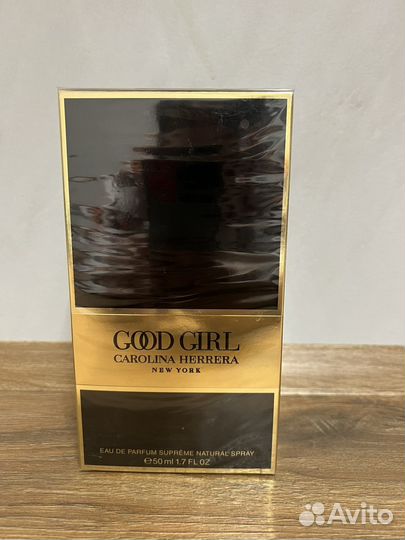 GOOD GIRL
CAROLINA HERRERA
NEW YORK
EAU DE PARFUM SUPRÊME NATURAL SPRAY
℮50 ml 1.7 FL OZ
Avito